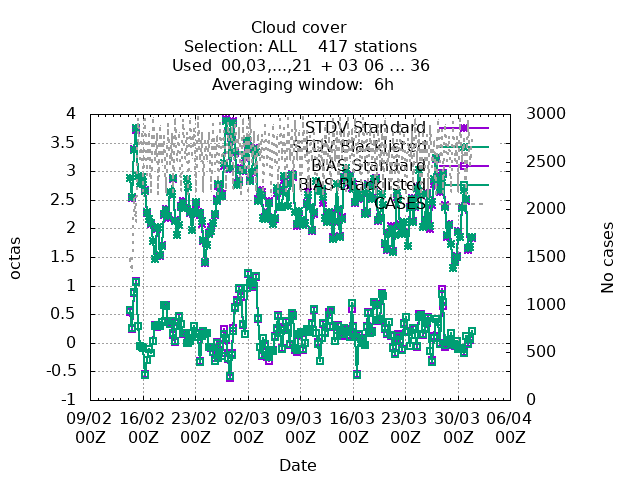 Cloud cover
Selection: ALL 417 stations
Used 00,03,...,21 + 03 06 ... 36
Averaging window: 6h
STDV Standard
STDV Blacklisted
BIAS Standard
BIAS Blacklisted
CASES
4
3.5
3
2.5
2
1.5
1
0.5
0
-0.5
-1
3000
2500
2000
1500
1000
500
0
octas
No cases
09/02 16/02 23/02 02/03 09/03 16/03 23/03 30/03 06/04
00Z 00Z 00Z 00Z 00Z 00Z 00Z 00Z 00Z
Date